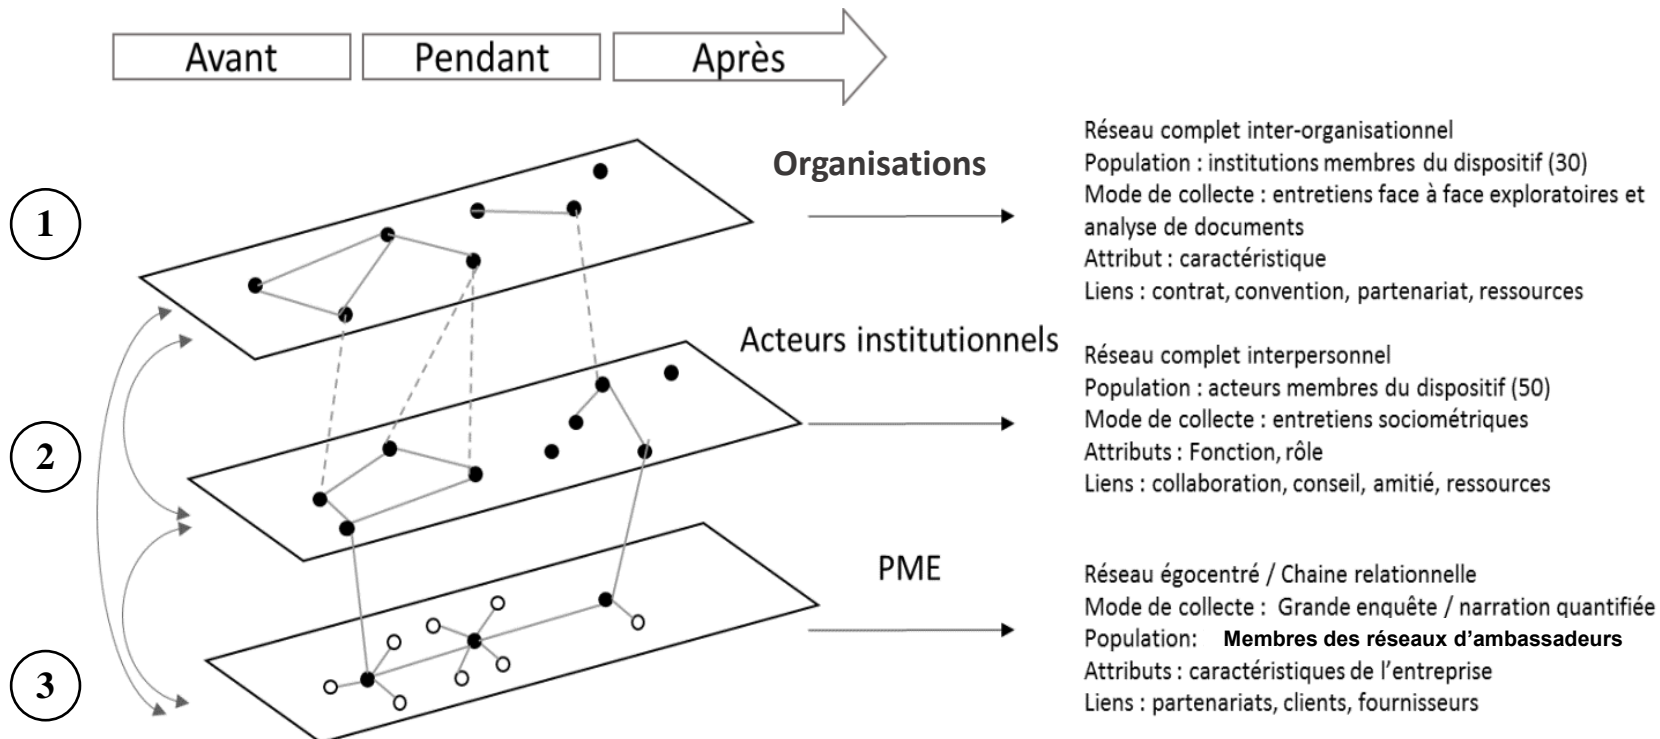 Avant
Pendant
Après
1
Organisations
Réseau complet inter-organisationnel
Population : institutions membres du dispositif (30)
Mode de collecte : entretiens face à face exploratoires et
analyse de documents
Attribut : caractéristique
Liens : contrat, convention, partenariat, ressources
2
Acteurs institutionnels
Réseau complet interpersonnel
Population : acteurs membres du dispositif (50)
Mode de collecte : entretiens sociométriques
Attributs : Fonction, rôle
Liens : collaboration, conseil, amitié, ressources
3
PME
Réseau égocentré / Chaine relationnelle
Mode de collecte : Grande enquête / narration quantifiée
Population: Membres des réseaux d’ambassadeurs
Attributs : caractéristiques de l’entreprise
Liens : partenariats, clients, fournisseurs